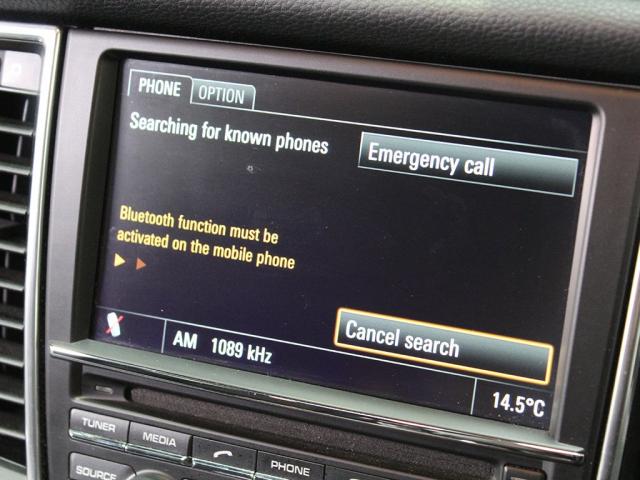 PHONE OPTION
Searching for known phones
Emergency call
Bluetooth function must be
activated on the mobile phone
Cancel search
AM 1089 kHz
14.5°C
TUNER MEDIA PHONE
SOURCE